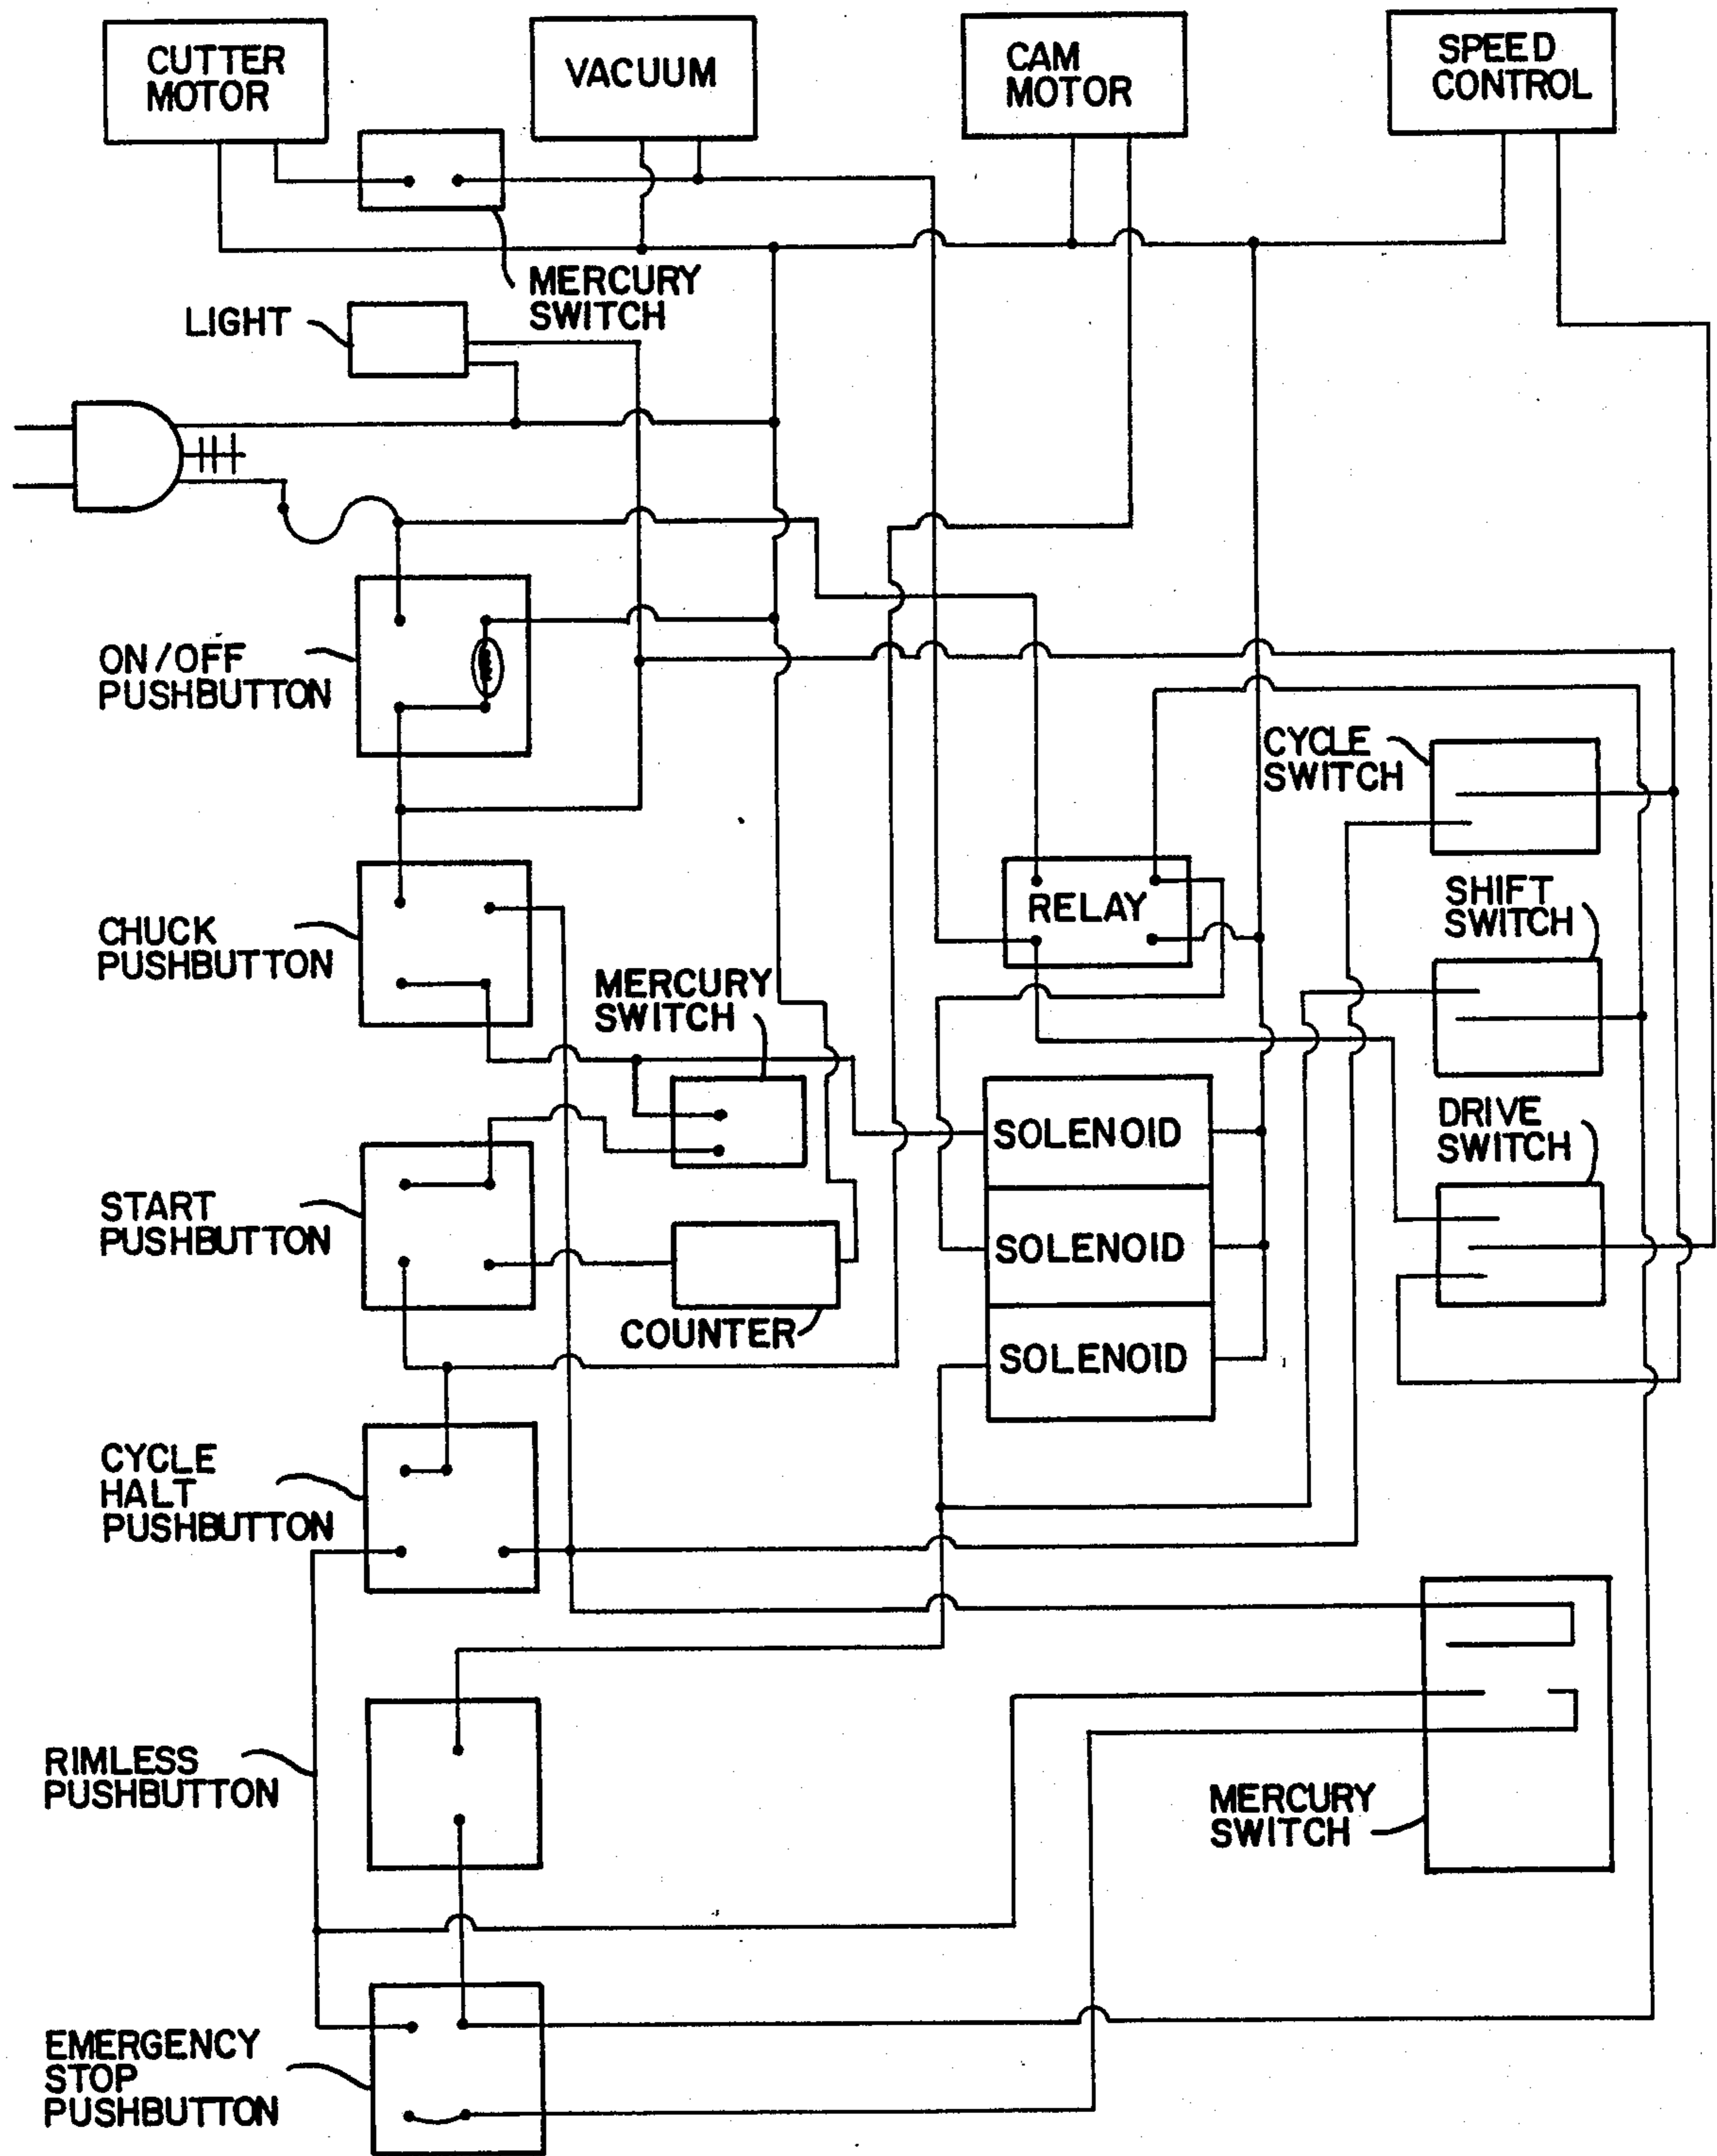 CUTTER
MOTOR
VACUUM
CAM
MOTOR
SPEED
CONTROL
MERCURY
SWITCH
LIGHT
ON/OFF
PUSHBUTTON
CYCLE
SWITCH
RELAY
SHIFT
SWITCH
CHUCK
PUSHBUTTON
MERCURY
SWITCH
SOLENOID
DRIVE
SWITCH
START
PUSHBUTTON
SOLENOID
COUNTER
SOLENOID
CYCLE
HALT
PUSHBUTTON
RIMLESS
PUSHBUTTON
MERCURY
SWITCH
EMERGENCY
STOP
PUSHBUTTON